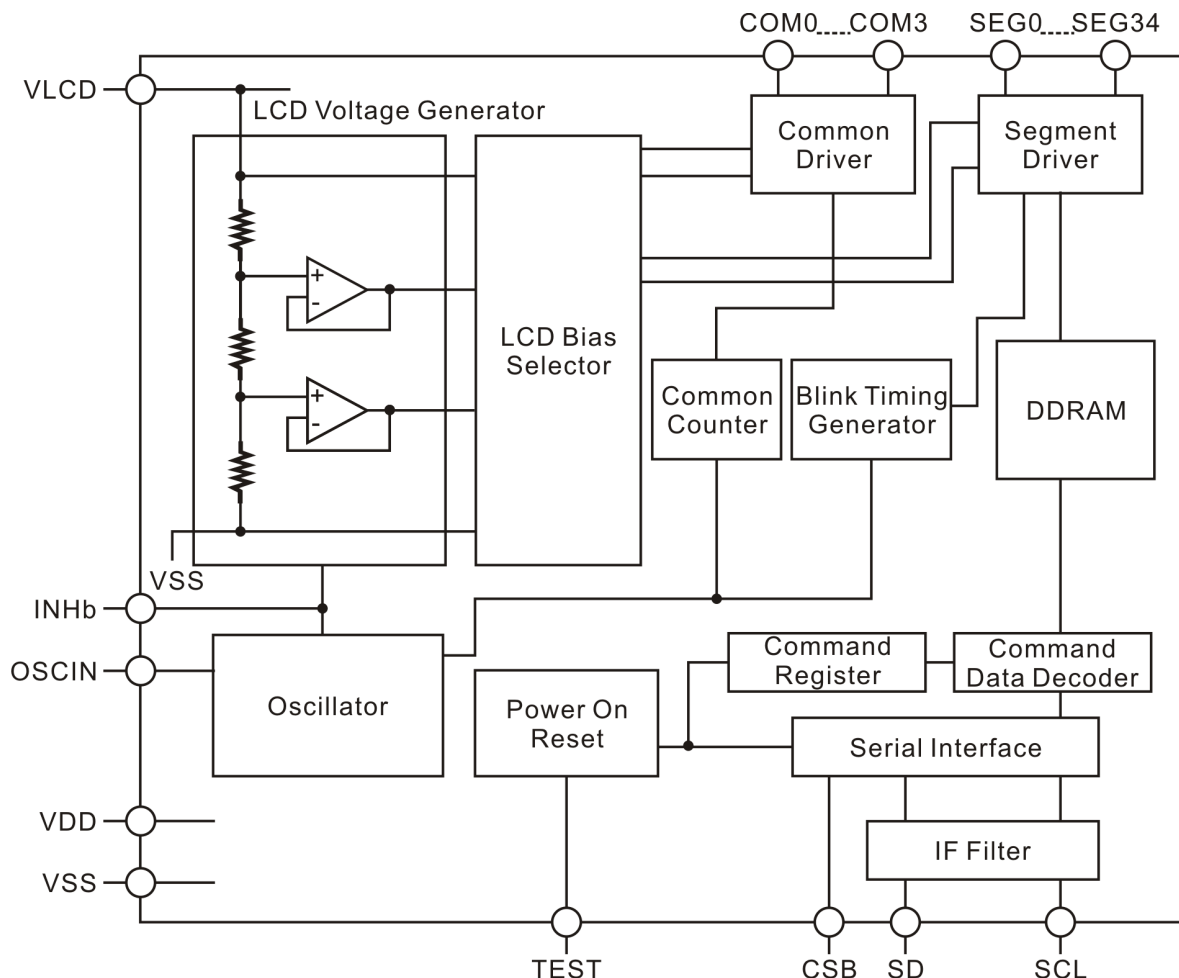 COM0.....COM3 SEG0.....SEG34
VLCD
LCD Voltage Generator
Common
Driver
Segment
Driver
+
-
LCD Bias
Selector
+
-
Common
Counter
Blink Timing
Generator
DDRAM
VSS
INHb
OSCIN
Oscillator
Power On
Reset
Command
Register
Command
Data Decoder
Serial Interface
VDD
IF Filter
VSS
TEST
CSB
SD
SCL